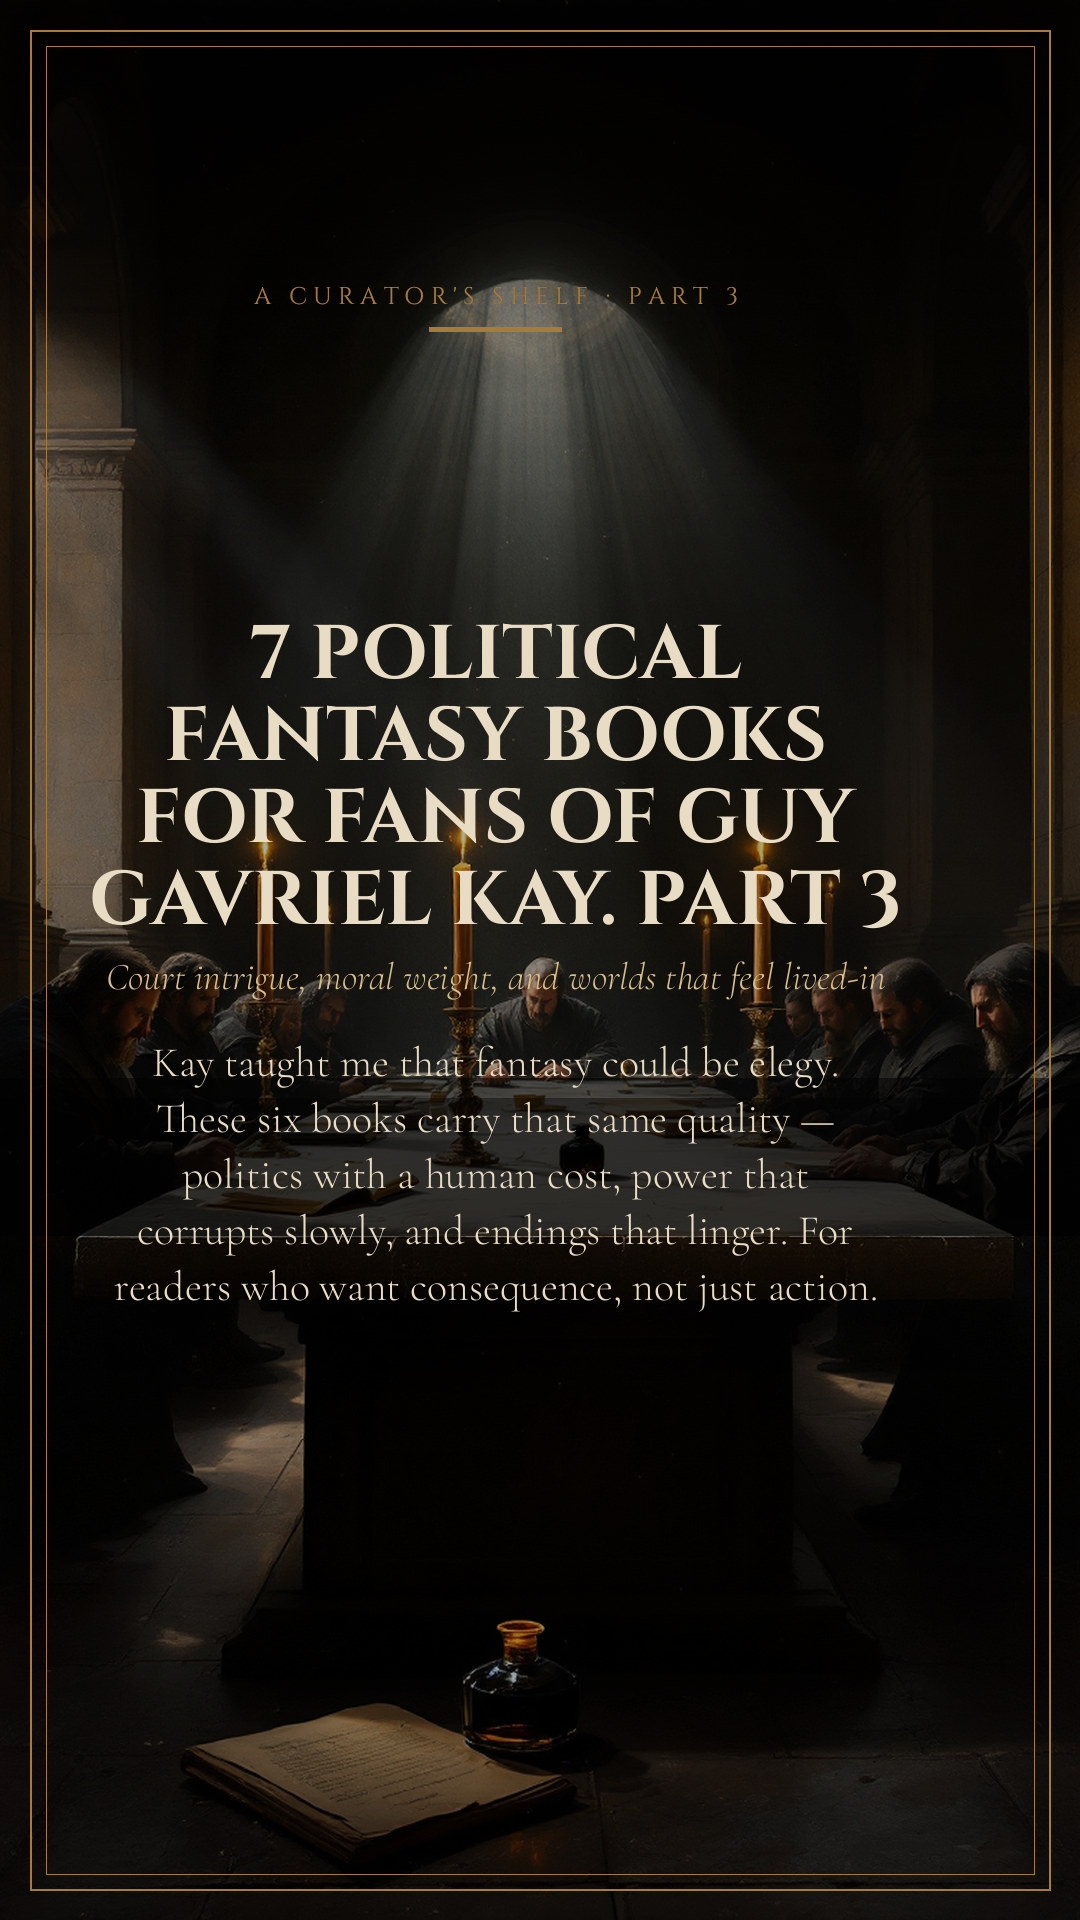 A CURATOR'S SHELF · PART 3
7 POLITICAL
FANTASY BOOKS
FOR FANS OF GUY
GAVRIEL KAY. PART 3
Court intrigue, moral weight, and worlds that feel lived-in
Kay taught me that fantasy could be elegy.
These six books carry that same quality —
politics with a human cost, power that
corrupts slowly, and endings that linger. For
readers who want consequence, not just action.